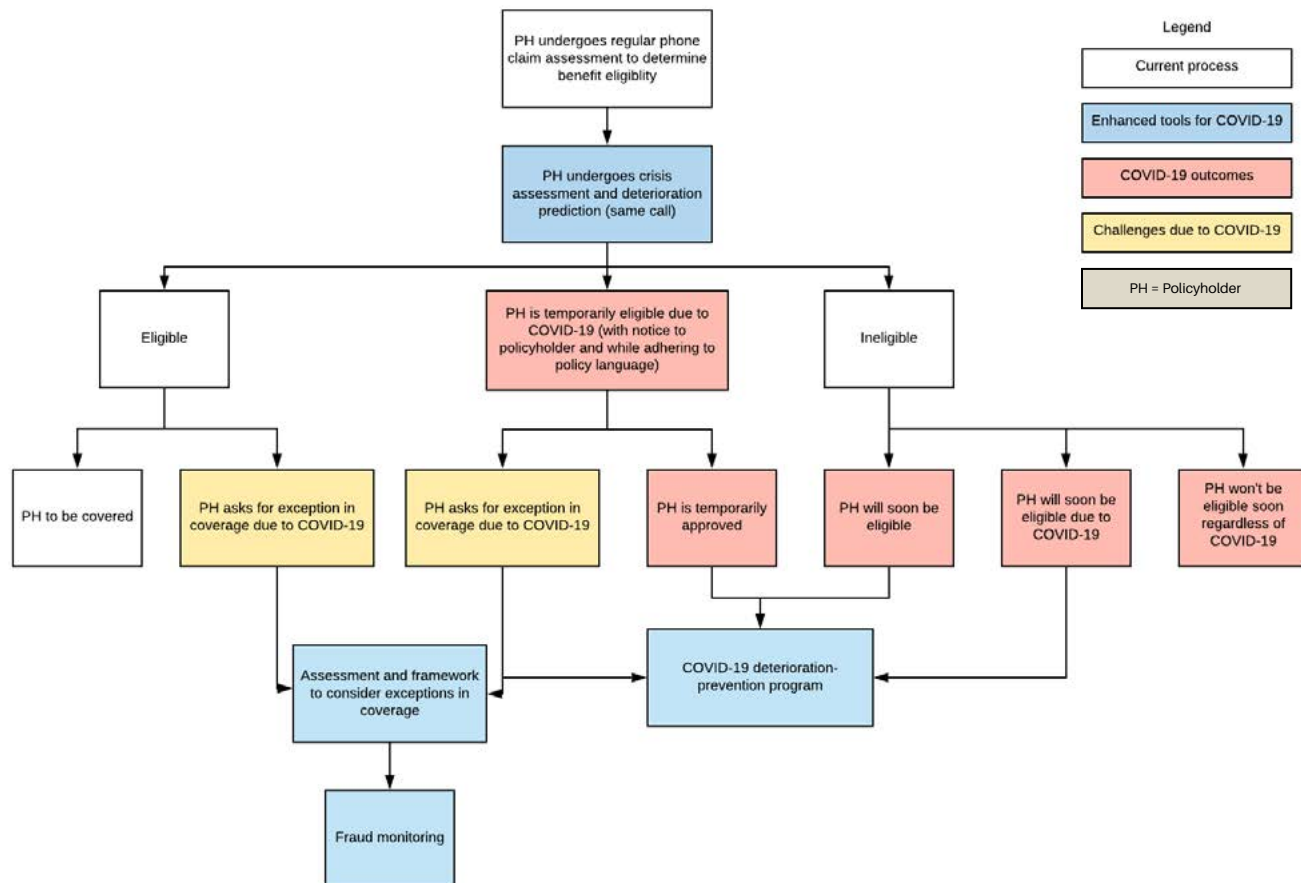 PH undergoes regular phone
claim assessment to determine
benefit eligiblity
Legend
Current process
Enhanced tools for COVID-19
COVID-19 outcomes
Challenges due to COVID-19
PH = Policyholder
PH undergoes crisis
assessment and deterioration
prediction (same call)
Eligible
PH is temporarily eligible due to
COVID-19 (with notice to
policyholder and while adhering to
policy language)
Ineligible
PH to be covered
PH asks for exception in
coverage due to COVID-19
PH asks for exception in
coverage due to COVID-19
PH is temporarily
approved
PH will soon be
eligible
PH will soon be
eligible due to
COVID-19
PH won't be
eligible soon
regardless of
COVID-19
Assessment and framework
to consider exceptions in
coverage
COVID-19 deterioration-
prevention program
Fraud monitoring